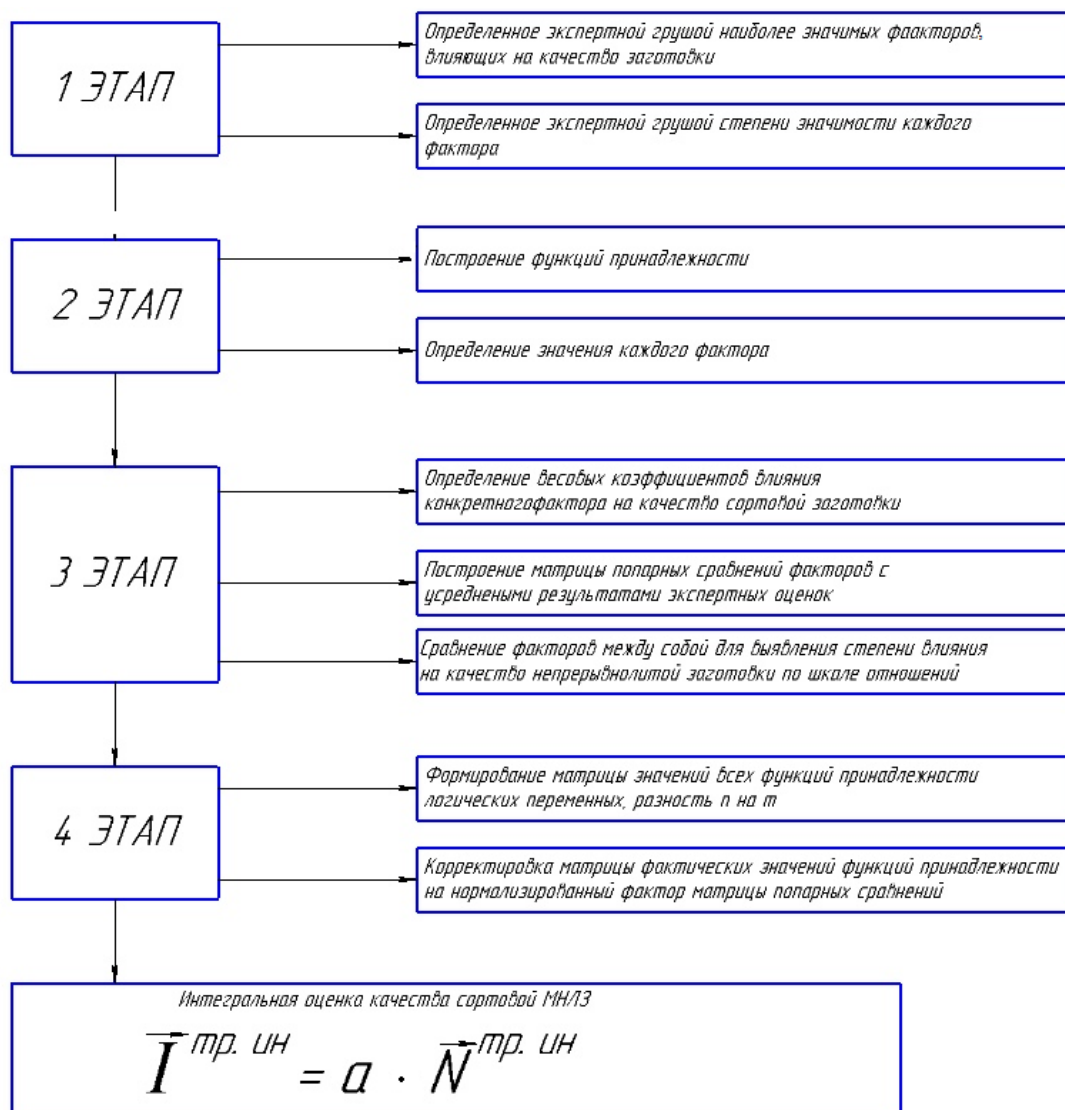 1 ЭТАП
Определенное экспертной грушой наиболее значимых фаакторов,
влияющих на качество заготовки
Определенное экспертной грушой степени значимости каждого
фактора
2 ЭТАП
Построение функций принадлежности
Определение значения каждого фактора
3 ЭТАП
Определение весовых коэффициентов влияния
конкретногофактора на качество сортовой заготовки
Построение матрицы попарных сравнений факторов с
усреднеными результатами экспертных оценок
Сравнение факторов между собой для выявления степени влияния
на качество непрерывнолитой заготовки по шкале отношений
4 ЭТАП
Формирование матрицы значений всех функций принадлежности
логических переменных, разность n на m
Корректировка матрицы фактических значений функций принадлежности
на нормализированный фактор матрицы попарных сравнений
Интегральная оценка качества сортовой МНЛЗ
I⃗ тр. ин = a · N⃗ тр. ин